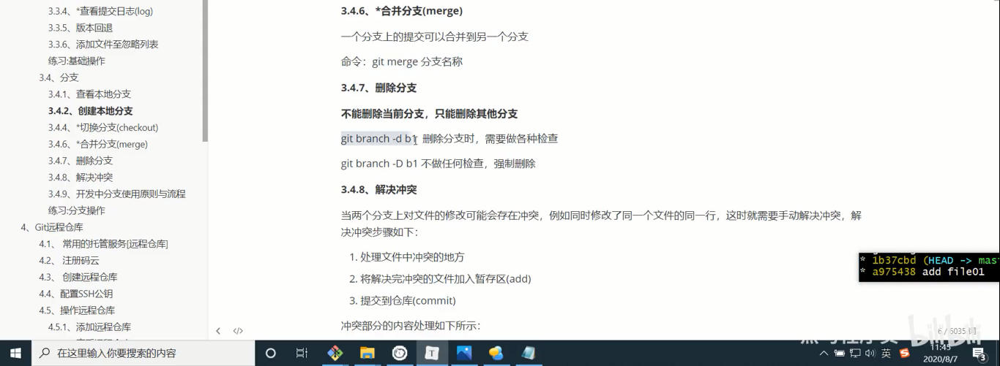 3.3.4、*查看提交日志(log)
3.3.5、版本回退
3.3.6、添加文件至忽略列表
练习:基础操作
3.4、分支
3.4.1、查看本地分支
3.4.2、创建本地分支
3.4.4、*切换分支(checkout)
3.4.6、*合并分支(merge)
3.4.7、删除分支
3.4.8、解决冲突
3.4.9、开发中分支使用原则与流程
练习:分支操作
4、Git远程仓库
4.1、 常用的托管服务[远程仓库]
4.2、 注册码云
4.3、 创建远程仓库
4.4、配置SSH公钥
4.5、操作远程仓库
4.5.1、添加远程仓库
3.4.6、*合并分支(merge)
一个分支上的提交可以合并到另一个分支
命令：git merge 分支名称
3.4.7、删除分支
不能删除当前分支，只能删除其他分支
git branch -d b1 删除分支时，需要做各种检查
git branch -D b1 不做任何检查，强制删除
3.4.8、解决冲突
当两个分支上对文件的修改可能会存在冲突，例如同时修改了同一个文件的同一行，这时就需要手动解决冲突，解
决冲突步骤如下：
1. 处理文件中冲突的地方
2. 将解决完冲突的文件加入暂存区(add)
3. 提交到仓库(commit)
冲突部分的内容处理如下所示：
* 1b37cbd (HEAD -> mas
* a975438 add file01
6 / 6035
bilibili
在这里输入你要搜索的内容
英
11:45
2020/8/7
3